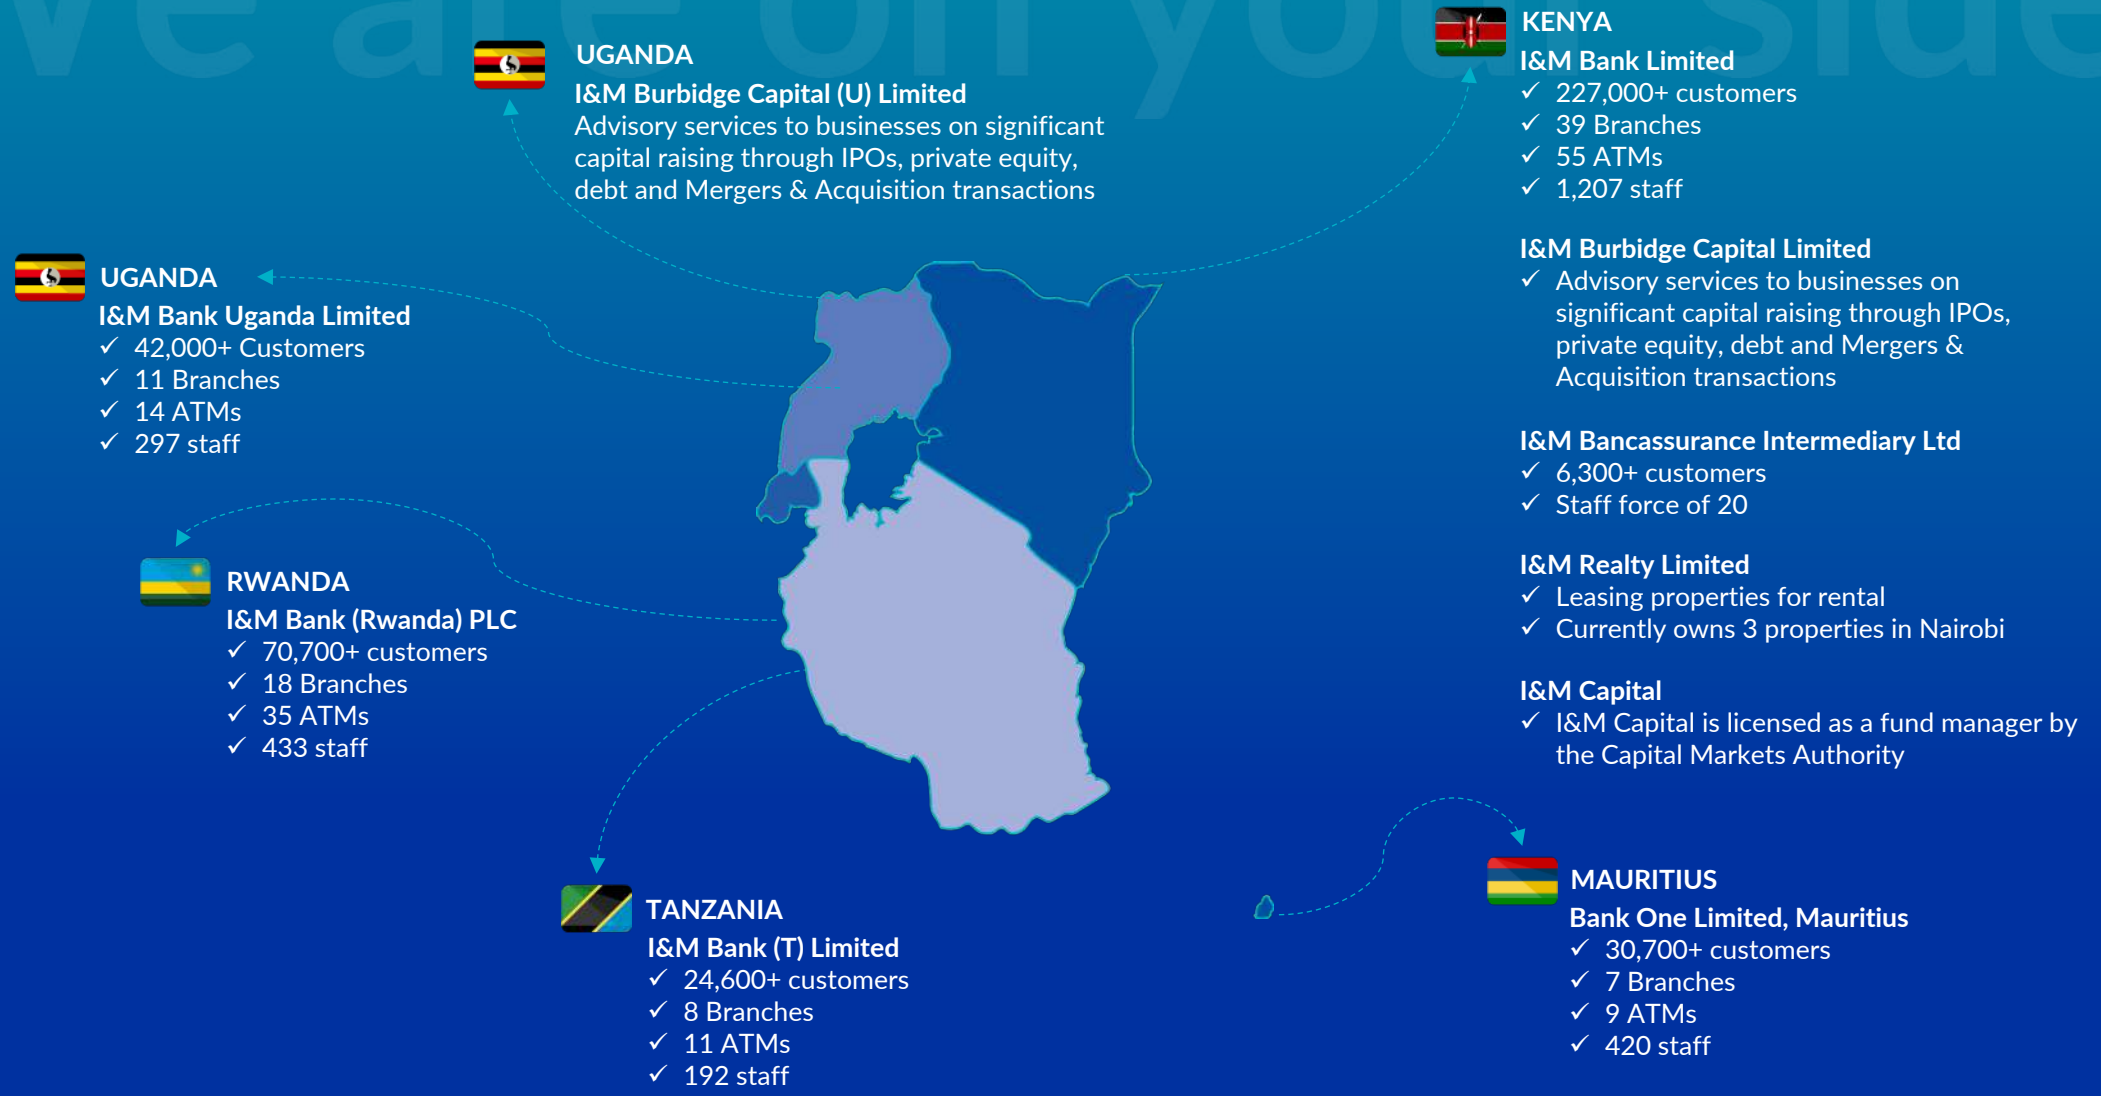 We are on your side
UGANDA
I&M Burbidge Capital (U) Limited
Advisory services to businesses on significant
capital raising through IPOs, private equity,
debt and Mergers & Acquisition transactions
UGANDA
I&M Bank Uganda Limited
✓ 42,000+ Customers
✓ 11 Branches
✓ 14 ATMs
✓ 297 staff
RWANDA
I&M Bank (Rwanda) PLC
✓ 70,700+ customers
✓ 18 Branches
✓ 35 ATMs
✓ 433 staff
TANZANIA
I&M Bank (T) Limited
✓ 24,600+ customers
✓ 8 Branches
✓ 11 ATMs
✓ 192 staff
KENYA
I&M Bank Limited
✓ 227,000+ customers
✓ 39 Branches
✓ 55 ATMs
✓ 1,207 staff
I&M Burbidge Capital Limited
✓ Advisory services to businesses on
significant capital raising through IPOs,
private equity, debt and Mergers &
Acquisition transactions
I&M Bancassurance Intermediary Ltd
✓ 6,300+ customers
✓ Staff force of 20
I&M Realty Limited
✓ Leasing properties for rental
✓ Currently owns 3 properties in Nairobi
I&M Capital
✓ I&M Capital is licensed as a fund manager by
the Capital Markets Authority
MAURITIUS
Bank One Limited, Mauritius
✓ 30,700+ customers
✓ 7 Branches
✓ 9 ATMs
✓ 420 staff